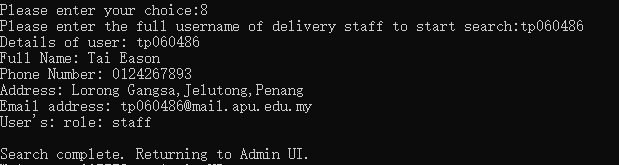 Please enter your choice:8
Please enter the full username of delivery staff to start search:tp060486
Details of user: tp060486
Full Name: Tai Eason
Phone Number: 0124267893
Address: Lorong Gangsa,Jelutong,Penang
Email address: tp060486@mail.apu.edu.my
User's: role: staff
Search complete. Returning to Admin UI.